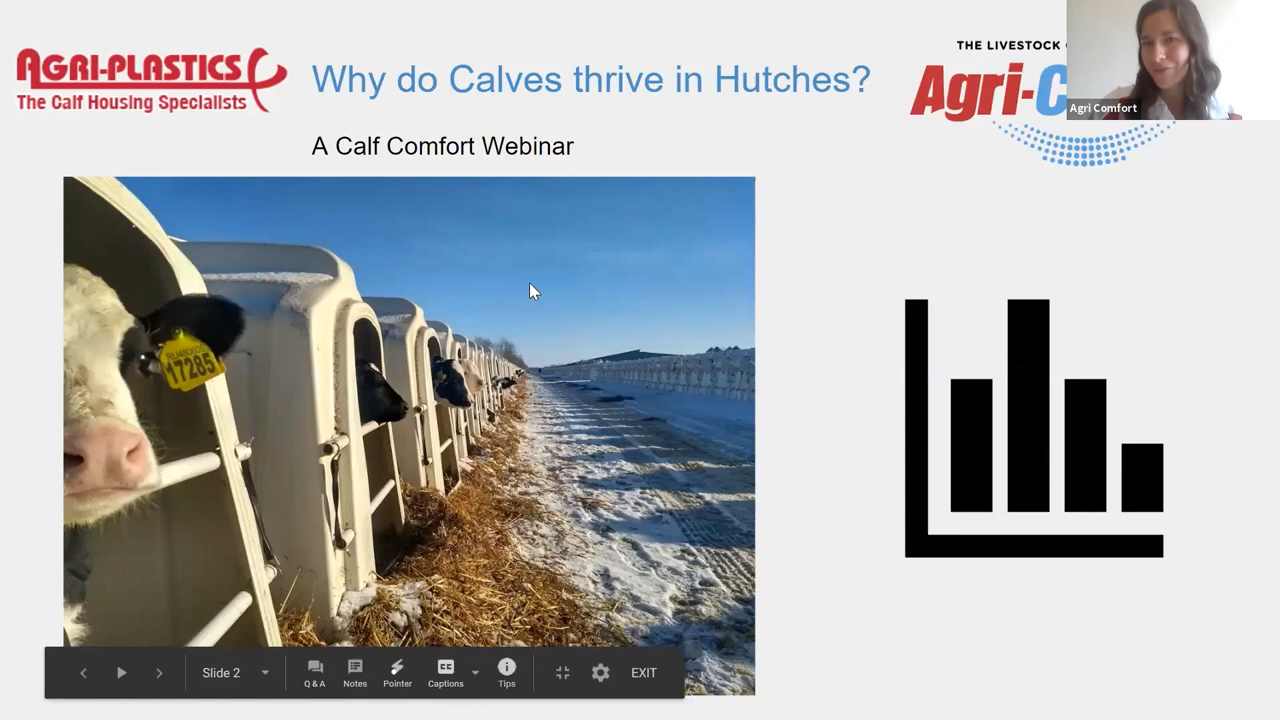 AGRI-PLASTICS
The Calf Housing Specialists
Why do Calves thrive in Hutches?
A Calf Comfort Webinar
THE LIVESTOCK
Agri-C
Agri Comfort
17285
Slide 2
Q & A
Notes
Pointer
CC
Captions
Tips
EXIT